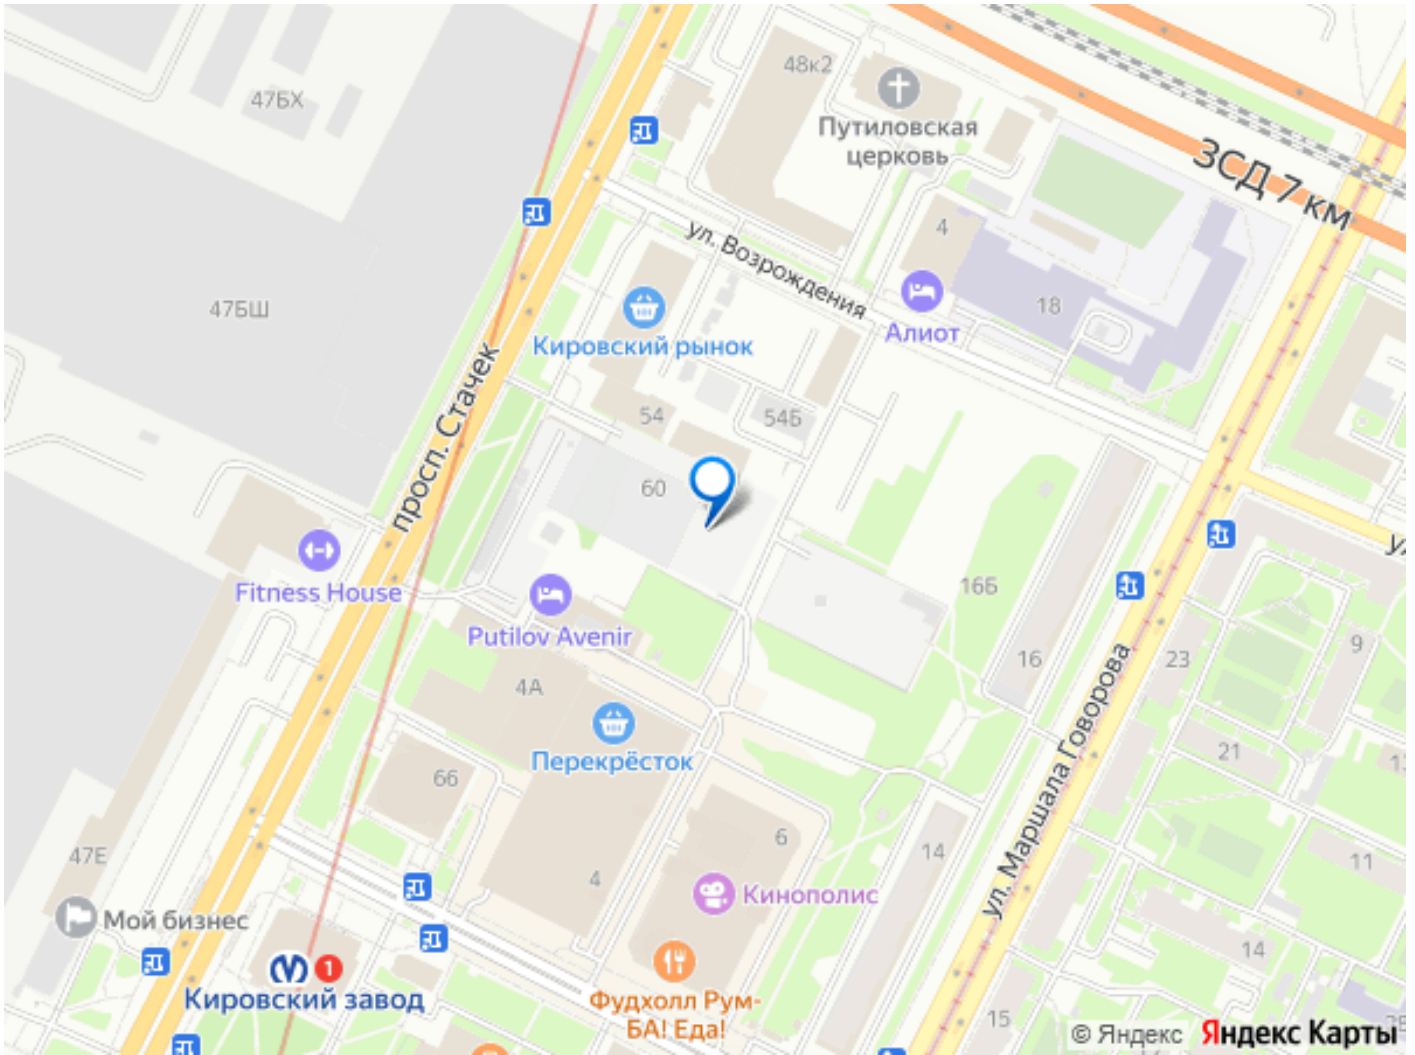 47БХ
48к2
Путиловская
церковь
ЗСД 7 км
4
ул. Возрождения
47БШ
18
Алиот
Кировский рынок
просп. Стачек
54
54Б
60
Fitness House
Putilov Avenir
16Б
16
9
23
4А
Перекрёсток
ул. Маршала Говорова
21
66
6
47Е
14
11
4
Кинополис
Мой бизнес
14
1
Кировский завод
Фудхолл Рум-
БА! Еда!
15
© Яндекс Яндекс Карты